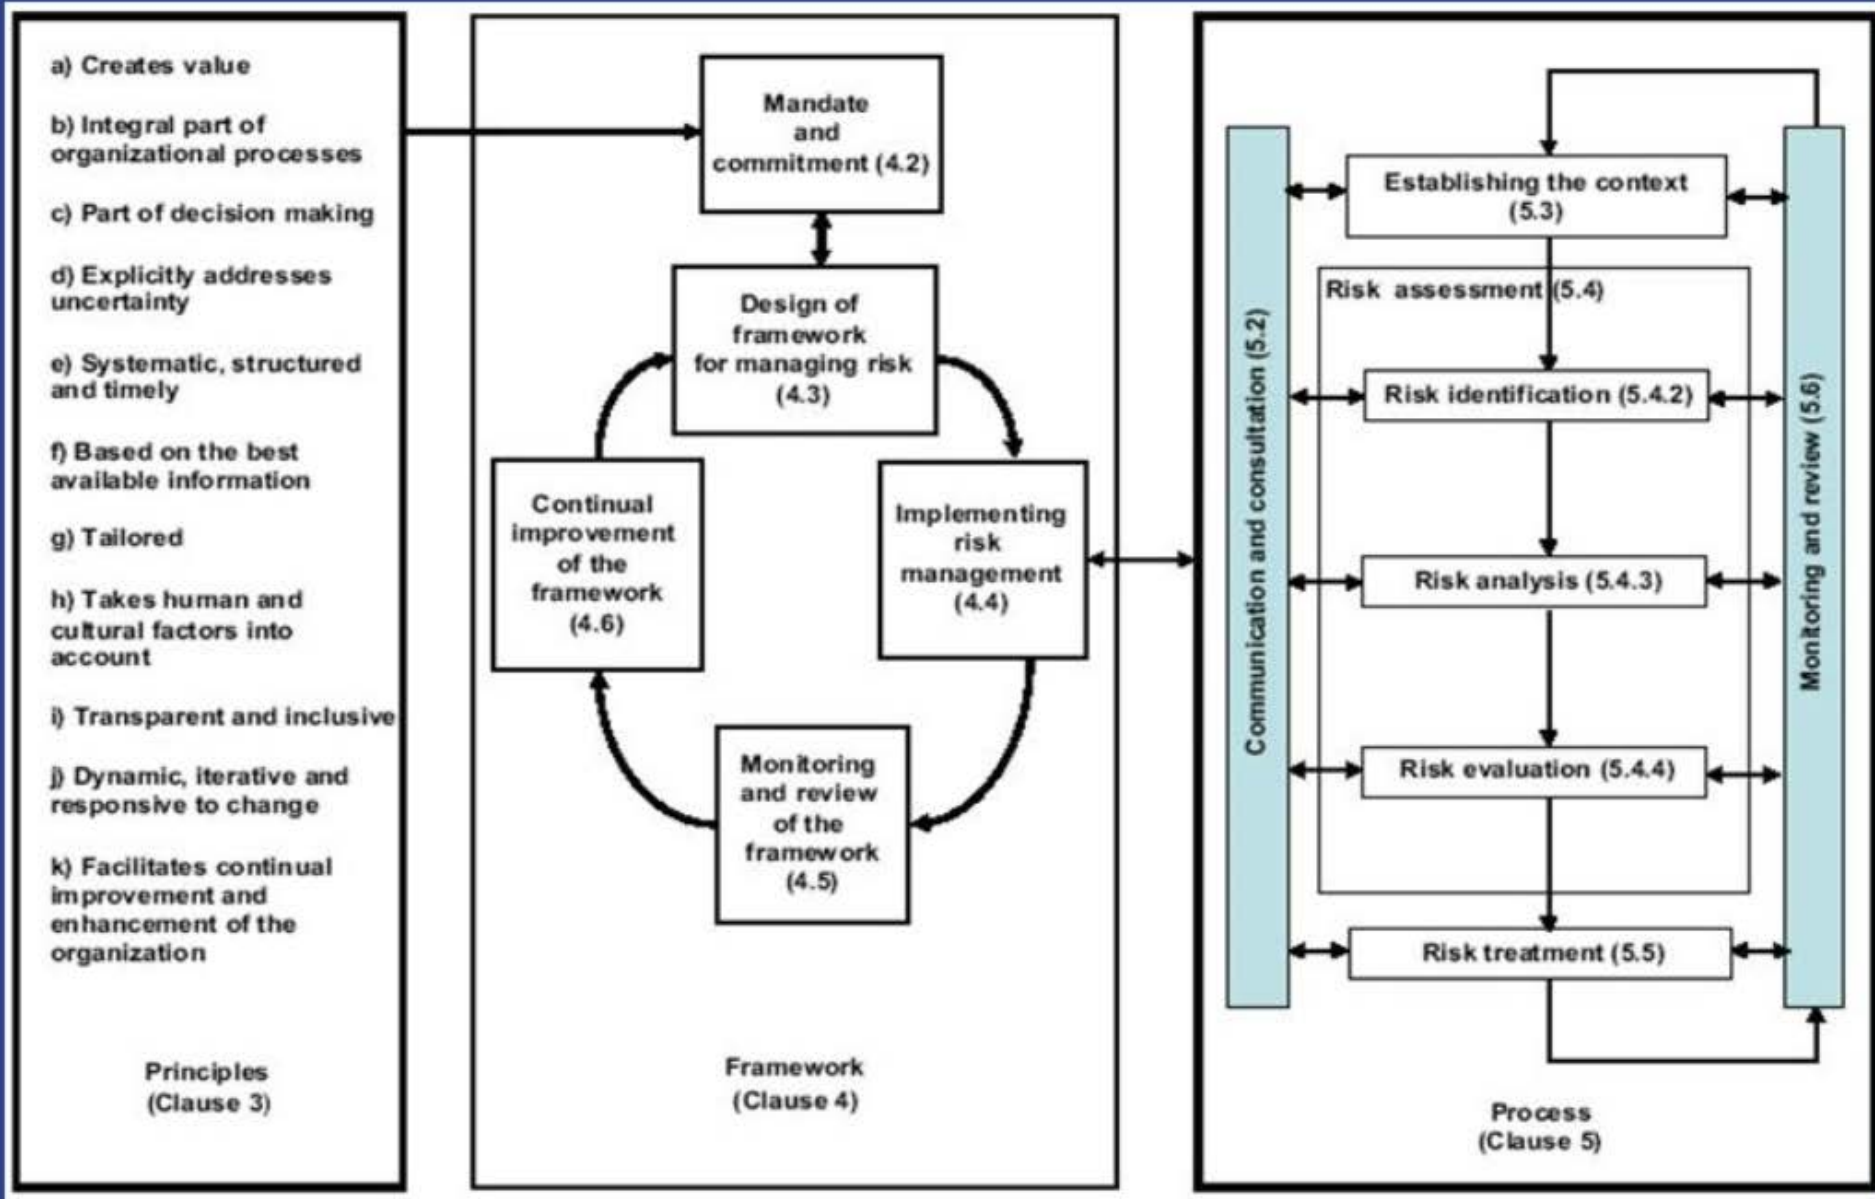 a) Creates value
b) Integral part of
organizational processes
c) Part of decision making
d) Explicitly addresses
uncertainty
e) Systematic, structured
and timely
f) Based on the best
available information
g) Tailored
h) Takes human and
cultural factors into
account
i) Transparent and inclusive
j) Dynamic, iterative and
responsive to change
k) Facilitates continual
improvement and
enhancement of the
organization
Principles
(Clause 3)
Mandate
and
commitment (4.2)
Design of
framework
for managing risk
(4.3)
Implementing
risk
management
(4.4)
Monitoring
and review
of the
framework
(4.5)
Continual
improvement
of the
framework
(4.6)
Framework
(Clause 4)
Communication and consultation (5.2)
Establishing the context
(5.3)
Risk assessment (5.4)
Risk identification (5.4.2)
Risk analysis (5.4.3)
Risk evaluation (5.4.4)
Risk treatment (5.5)
Monitoring and review (5.6)
Process
(Clause 5)